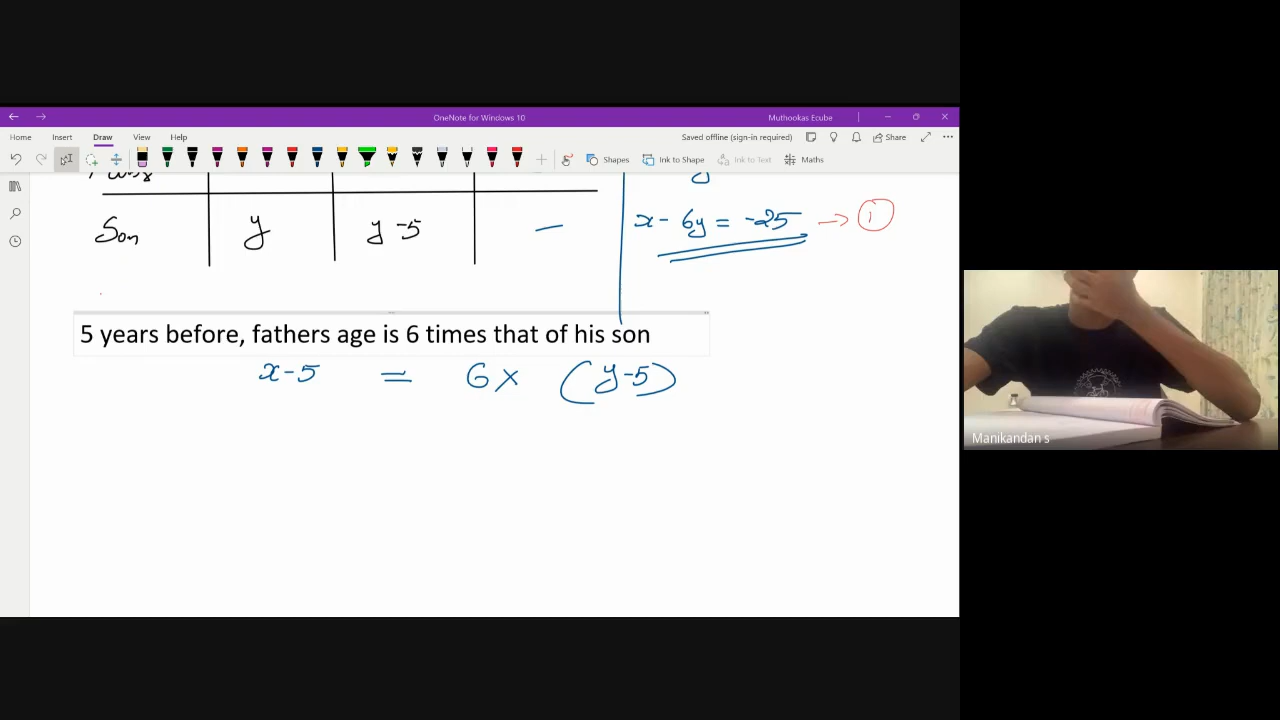 OneNote for Windows 10
Muthookas Ecube
Home Insert Draw View Help
Saved offline (sign-in required) Share
Shapes Ink to Shape Ink to Text Maths
y
x - 6y = -25 → 1
Son y y - 5 —
5 years before, fathers age is 6 times that of his son
x - 5 = 6 × (y - 5)
Manikandan s